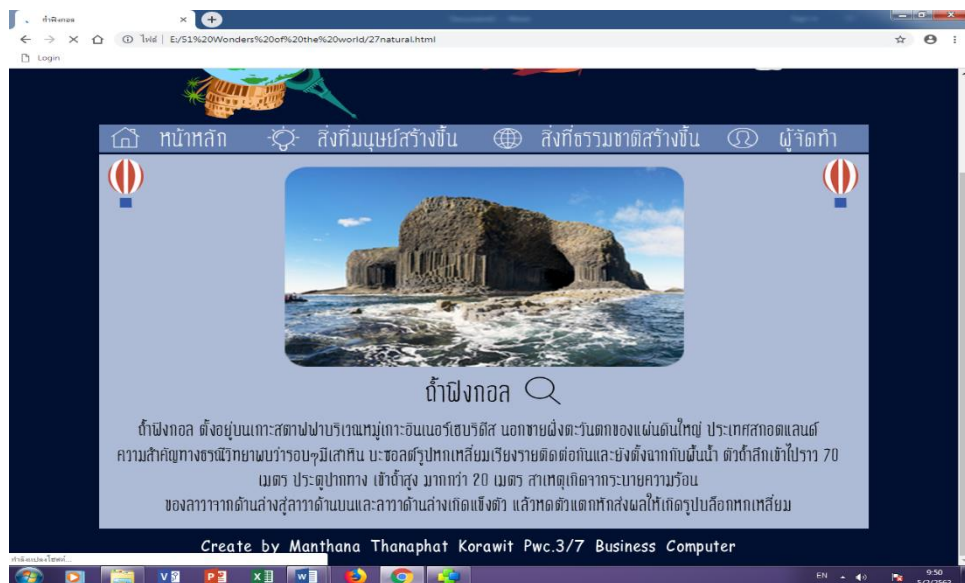 ถ้ำฟิงกอล
ไฟล์ | E:/51%20Wonders%20of%20the%20world/27natural.html
Login
หน้าหลัก สิ่งที่มนุษย์สร้างขึ้น สิ่งที่ธรรมชาติสร้างขึ้น ผู้จัดทำ
ถ้ำฟิงกอล
ถ้ำฟิงกอล ตั้งอยู่บนเกาะสตาฟฟาบริเวณหมู่เกาะอินเนอร์เฮบริดีส นอกชายฝั่งตะวันตกของแผ่นดินใหญ่ ประเทศสกอตแลนด์
ความสำคัญทางธรณีวิทยาพบว่ารอบๆมีเสาหิน บะซอลต์รูปหกเหลี่ยมเรียงรายติดต่อกันและยังตั้งฉากกับพื้นน้ำ ตัวถ้ำลึกเข้าไปราว 70
เมตร ประตูปากทาง เข้าถ้ำสูง มากกว่า 20 เมตร สาเหตุเกิดจากระบายความร้อน
ของลาวาจากด้านล่างสู่ลาวาด้านบนและลาวาด้านล่างเกิดแข็งตัว แล้วหดตัวแตกหักส่งผลให้เกิดรูปบล็อกหกเหลี่ยม
Create by Manthana Thanaphat Korawit Pwc.3/7 Business Computer
EN
9:50
5/2/2562